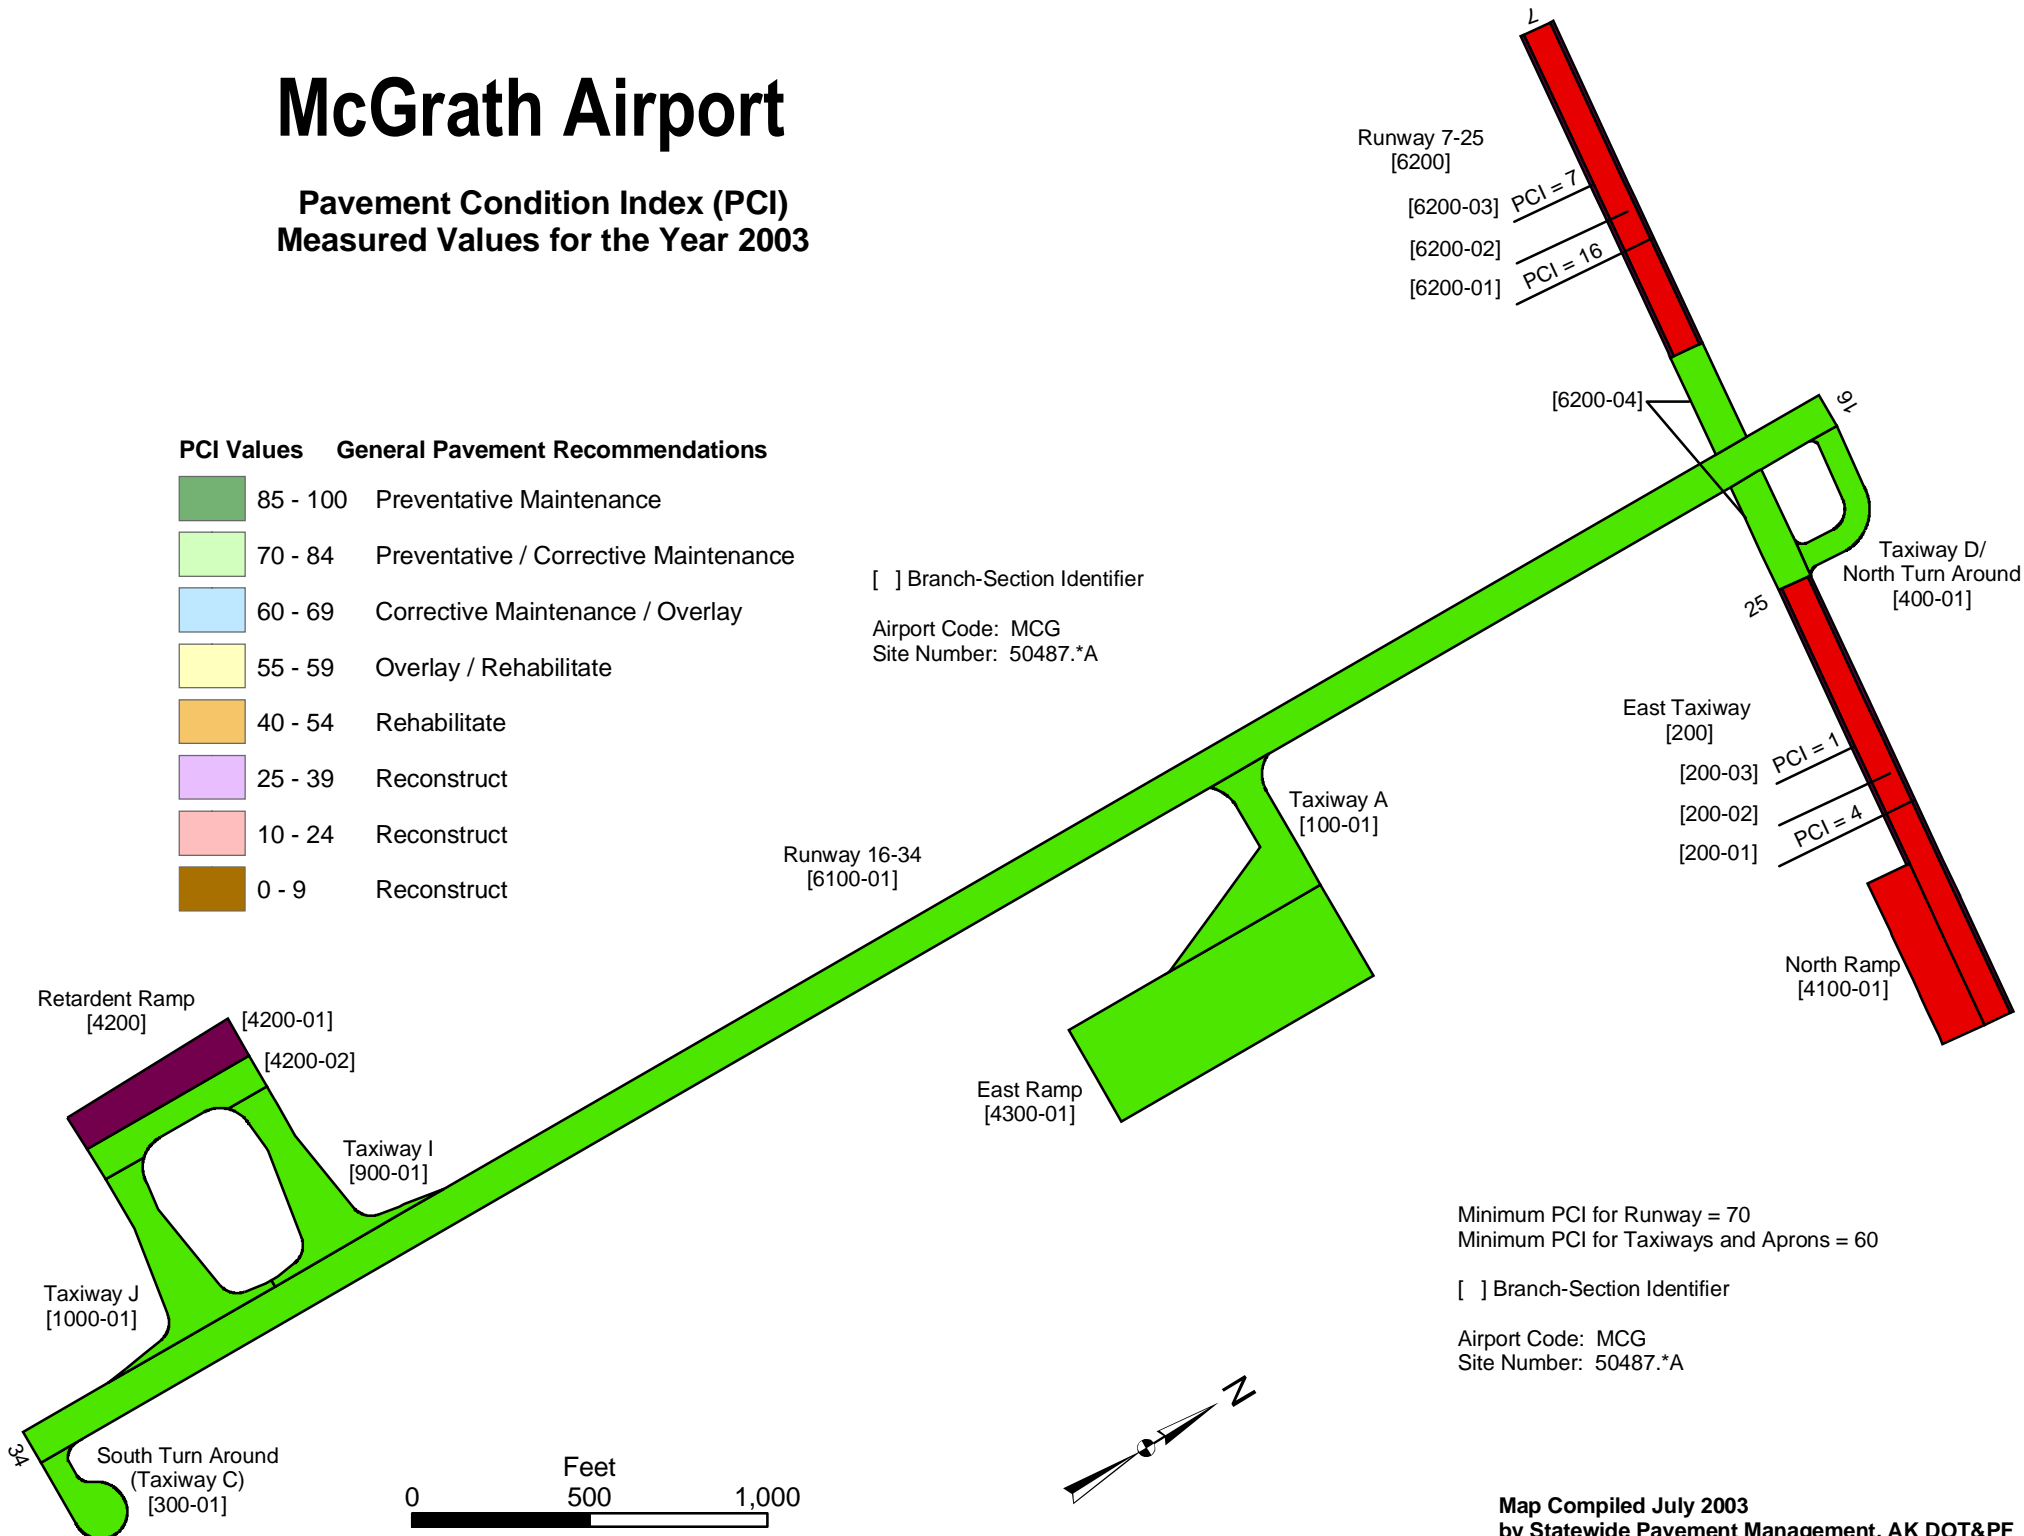 McGrath Airport
Pavement Condition Index (PCI)
Measured Values for the Year 2003
7
Runway 7-25
[6200]
[6200-03]
PCI = 7
[6200-02]
[6200-01]
PCI = 16
[6200-04]
16
PCI Values General Pavement Recommendations
85 - 100 Preventative Maintenance
70 - 84 Preventative / Corrective Maintenance
60 - 69 Corrective Maintenance / Overlay
55 - 59 Overlay / Rehabilitate
40 - 54 Rehabilitate
25 - 39 Reconstruct
10 - 24 Reconstruct
0 - 9 Reconstruct
[ ] Branch-Section Identifier
Airport Code: MCG
Site Number: 50487.*A
Taxiway D/
North Turn Around
[400-01]
25
East Taxiway
[200]
[200-03]
PCI = 1
[200-02]
[200-01]
PCI = 4
Taxiway A
[100-01]
Runway 16-34
[6100-01]
North Ramp
[4100-01]
Retardent Ramp
[4200]
[4200-01]
[4200-02]
East Ramp
[4300-01]
Taxiway I
[900-01]
Taxiway J
[1000-01]
Minimum PCI for Runway = 70
Minimum PCI for Taxiways and Aprons = 60
[ ] Branch-Section Identifier
Airport Code: MCG
Site Number: 50487.*A
34
South Turn Around
(Taxiway C)
[300-01]
Feet
0 500 1,000
N
Map Compiled July 2003
by Statewide Pavement Management, AK DOT&PF